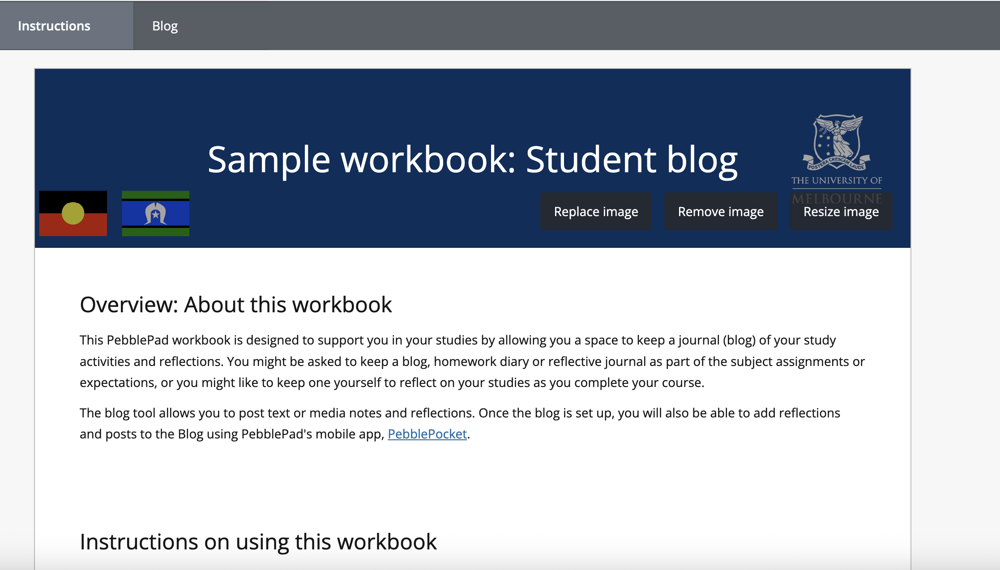 Instructions
Blog
Sample workbook: Student blog
POSTERA CRESCAM LAUDE
THE UNIVERSITY OF
MELBOURNE
Replace image
Remove image
Resize image
Overview: About this workbook
This PebblePad workbook is designed to support you in your studies by allowing you a space to keep a journal (blog) of your study
activities and reflections. You might be asked to keep a blog, homework diary or reflective journal as part of the subject assignments or
expectations, or you might like to keep one yourself to reflect on your studies as you complete your course.
The blog tool allows you to post text or media notes and reflections. Once the blog is set up, you will also be able to add reflections
and posts to the Blog using PebblePad's mobile app, PebblePocket.
Instructions on using this workbook